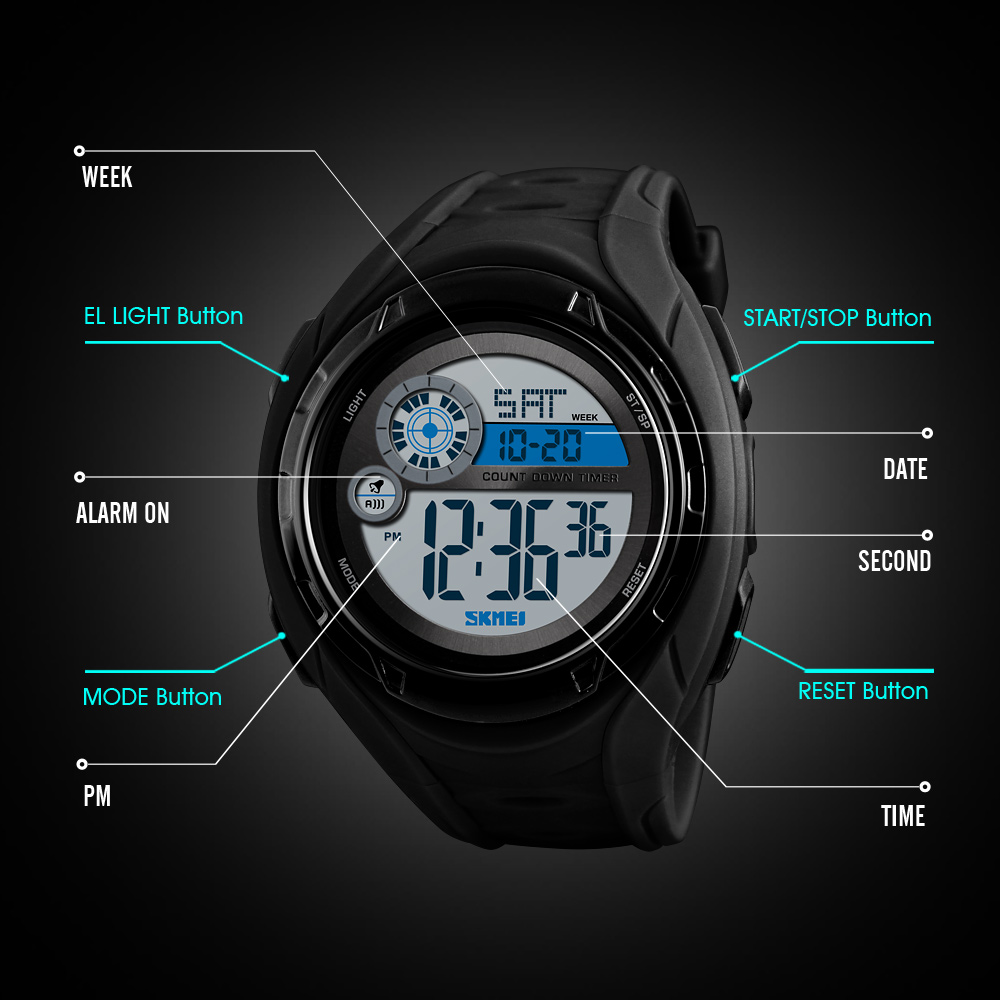 WEEK
EL LIGHT Button
START/STOP Button
LIGHT
ST/SP
SAT
WEEK
10-20
DATE
COUNT DOWN TIMER
ALARM ON
A)))
PM
12:36 36
SECOND
MODE
RESET
SKMEI
MODE Button
RESET Button
PM
TIME